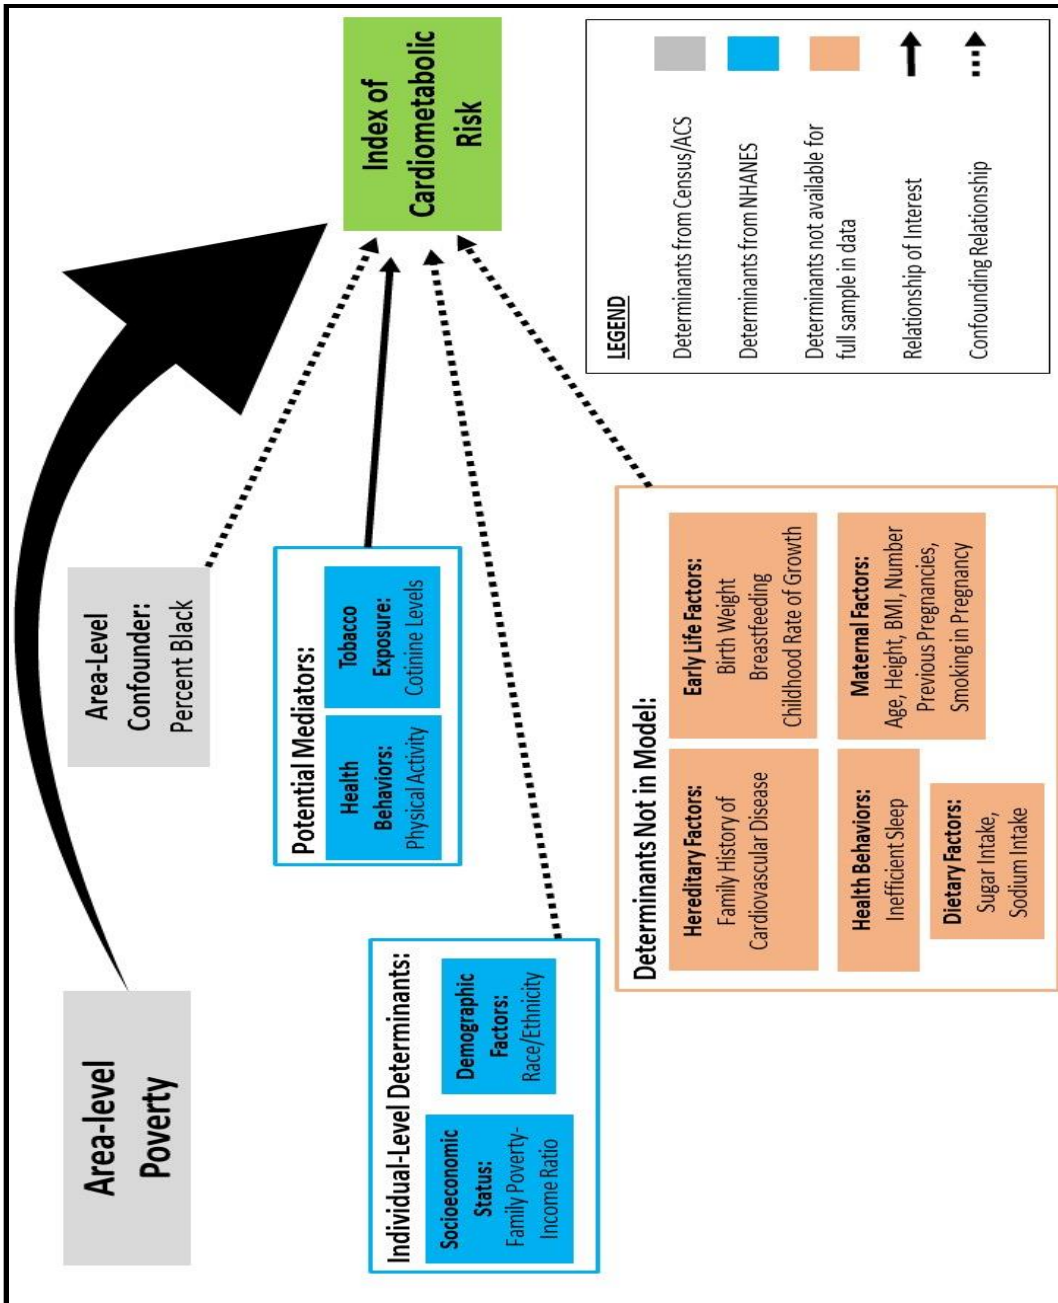 Area-level
Poverty
Area-Level
Confounder:
Percent Black
Index of
Cardiometabolic
Risk
Potential Mediators:
Health
Behaviors:
Physical Activity
Tobacco
Exposure:
Cotinine Levels
Individual-Level Determinants:
Socioeconomic
Status:
Family Poverty-
Income Ratio
Demographic
Factors:
Race/Ethnicity
Determinants Not in Model:
Hereditary Factors:
Family History of
Cardiovascular Disease
Early Life Factors:
Birth Weight
Breastfeeding
Childhood Rate of Growth
Health Behaviors:
Inefficient Sleep
Maternal Factors:
Age, Height, BMI, Number
Previous Pregnancies,
Smoking in Pregnancy
Dietary Factors:
Sugar Intake,
Sodium Intake
LEGEND
Determinants from Census/ACS
Determinants from NHANES
Determinants not available for
full sample in data
Relationship of Interest
Confounding Relationship